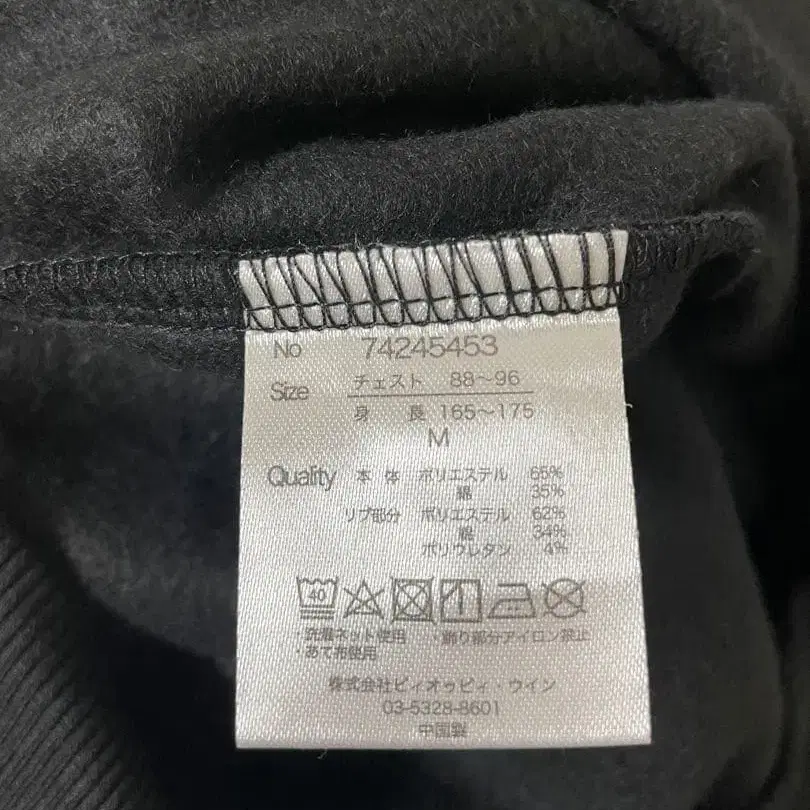 No 74245453
Size チェスト 88～96
身 長 165～175
M
Quality 本 体 ポリエステル 65%
綿 35%
リブ部分 ポリエステル 62%
綿 34%
ポリウレタン 4%
40
・洗濯ネット使用 ・飾り部分アイロン禁止
・あて布使用
株式会社ビィオゥビィ・ウイン
03-5328-8601
中国製